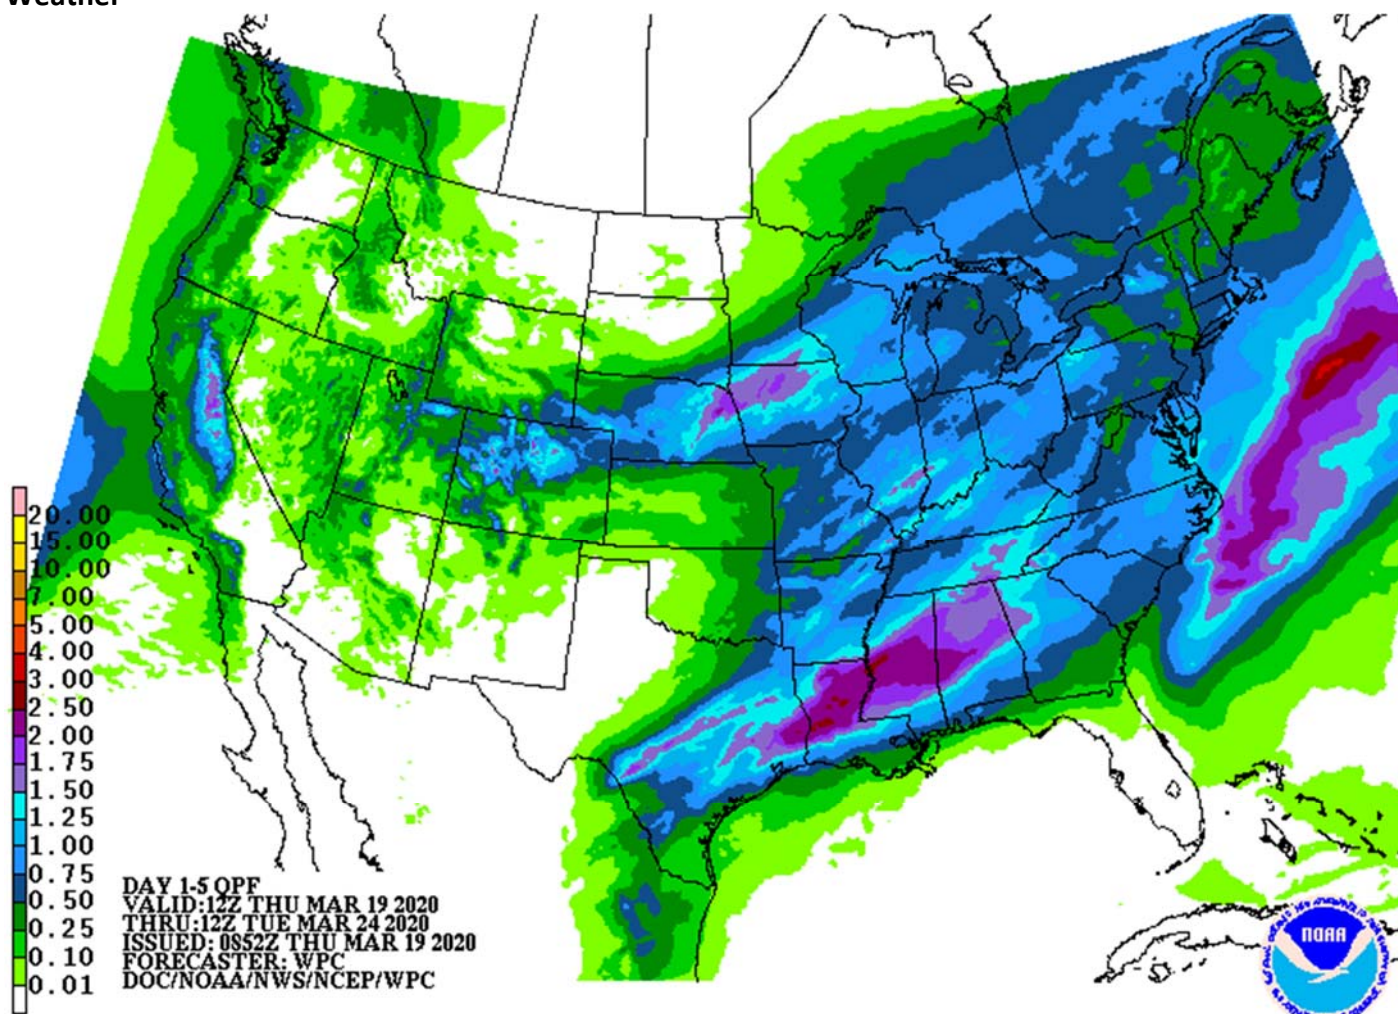 Weather
20.00
15.00
10.00
7.00
5.00
4.00
3.00
2.50
2.00
1.75
1.50
1.25
1.00
0.75
0.50
0.25
0.10
0.01
DAY 1-5 QPF
VALID:12Z THU MAR 19 2020
THRU:12Z TUE MAR 24 2020
ISSUED: 0852Z THU MAR 19 2020
FORECASTER: WPC
DOC/NOAA/NWS/NCEP/WPC
NOAA